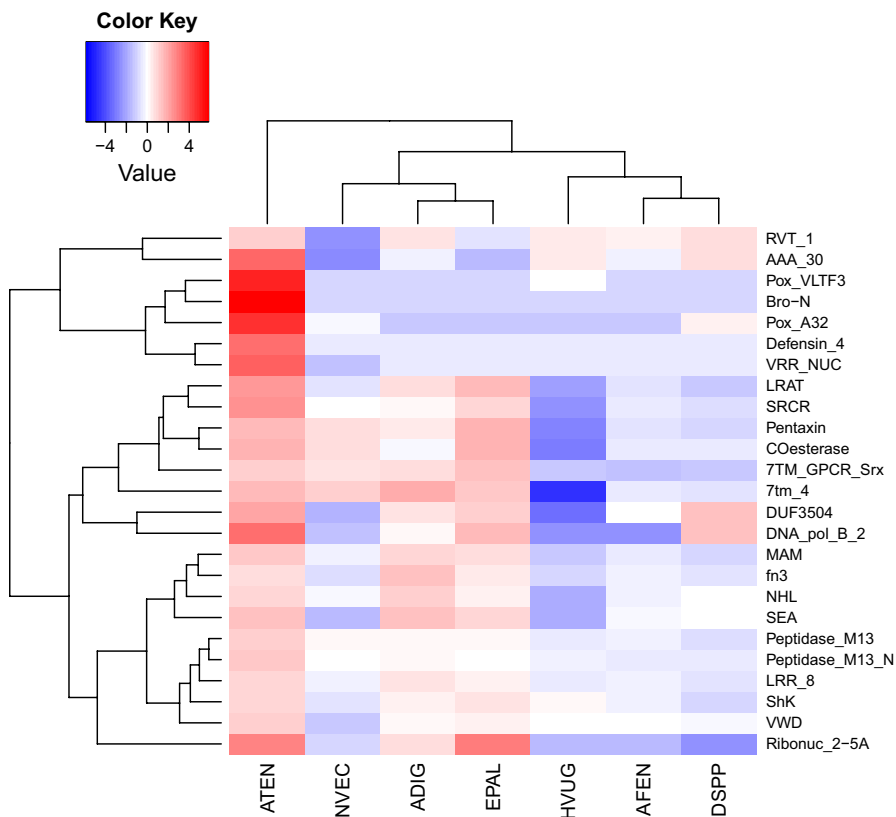 Color Key
−4 0 4
Value
RVT_1
AAA_30
Pox_VLTF3
Bro−N
Pox_A32
Defensin_4
VRR_NUC
LRAT
SRCR
Pentaxin
COesterase
7TM_GPCR_Srx
7tm_4
DUF3504
DNA_pol_B_2
MAM
fn3
NHL
SEA
Peptidase_M13
Peptidase_M13_N
LRR_8
ShK
VWD
Ribonuc_2−5A
ATEN
NVEC
ADIG
EPAL
HVUG
AFEN
DSPP